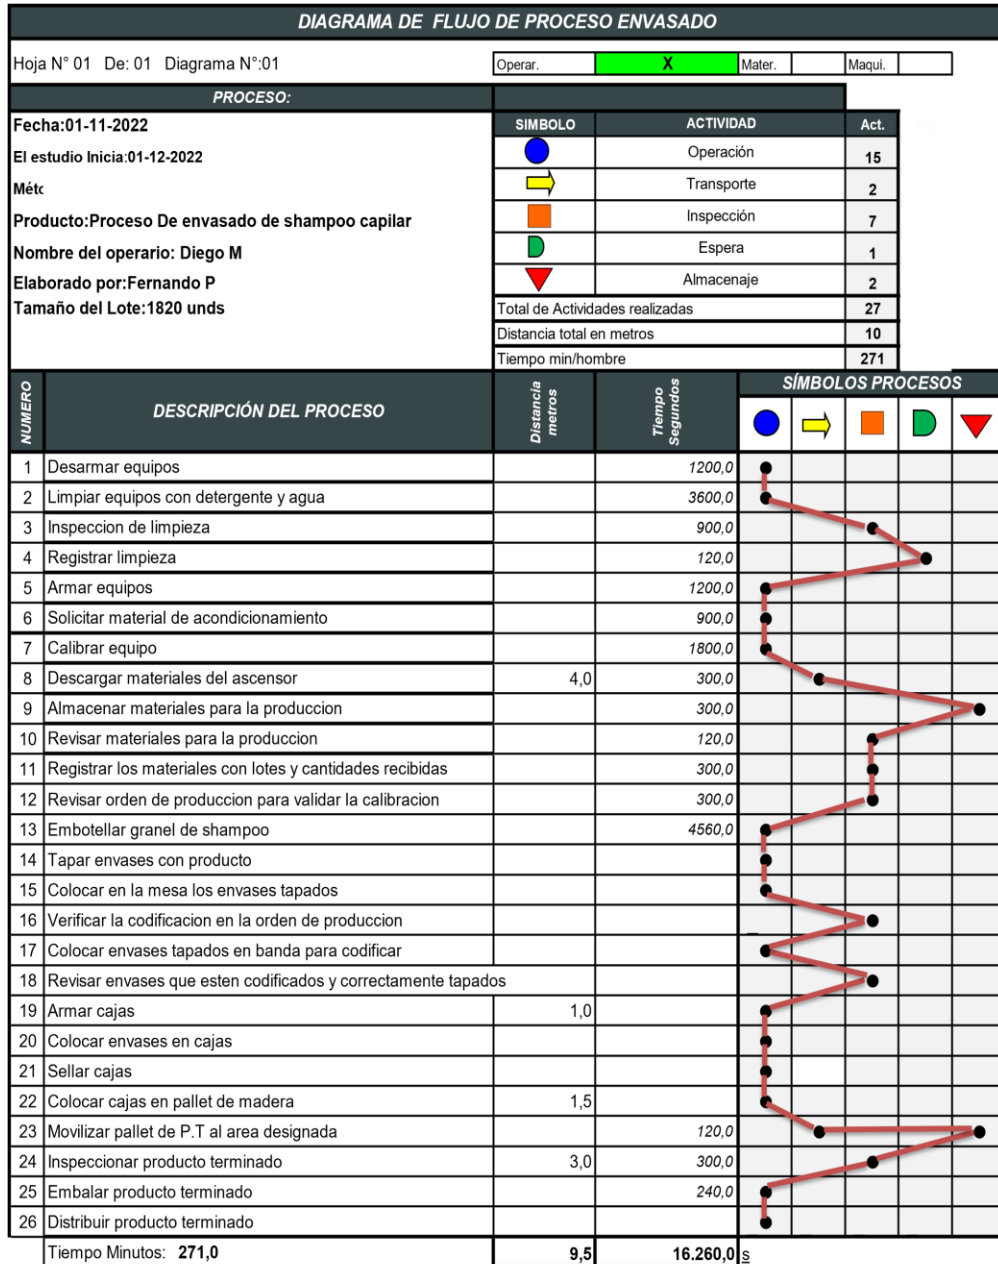 DIAGRAMA DE FLUJO DE PROCESO ENVASADO
Hoja N° 01 De: 01 Diagrama N°:01 Operar. X Mater. Maqui.
PROCESO:
Fecha:01-11-2022
El estudio Inicia:01-12-2022
Métc
Producto:Proceso De envasado de shampoo capilar
Nombre del operario: Diego M
Elaborado por:Fernando P
Tamaño del Lote:1820 unds
SIMBOLO ACTIVIDAD Act.
Operación 15
Transporte 2
Inspección 7
Espera 1
Almacenaje 2
Total de Actividades realizadas 27
Distancia total en metros 10
Tiempo min/hombre 271
NUMERO DESCRIPCIÓN DEL PROCESO Distancia metros Tiempo Segundos SÍMBOLOS PROCESOS
1 Desarmar equipos 1200,0
2 Limpiar equipos con detergente y agua 3600,0
3 Inspeccion de limpieza 900,0
4 Registrar limpieza 120,0
5 Armar equipos 1200,0
6 Solicitar material de acondicionamiento 900,0
7 Calibrar equipo 1800,0
8 Descargar materiales del ascensor 4,0 300,0
9 Almacenar materiales para la produccion 300,0
10 Revisar materiales para la produccion 120,0
11 Registrar los materiales con lotes y cantidades recibidas 300,0
12 Revisar orden de produccion para validar la calibracion 300,0
13 Embotellar granel de shampoo 4560,0
14 Tapar envases con producto
15 Colocar en la mesa los envases tapados
16 Verificar la codificacion en la orden de produccion
17 Colocar envases tapados en banda para codificar
18 Revisar envases que esten codificados y correctamente tapados
19 Armar cajas 1,0
20 Colocar envases en cajas
21 Sellar cajas
22 Colocar cajas en pallet de madera 1,5
23 Movilizar pallet de P.T al area designada 120,0
24 Inspeccionar producto terminado 3,0 300,0
25 Embalar producto terminado 240,0
26 Distribuir producto terminado
Tiempo Minutos: 271,0 9,5 16.260,0 s